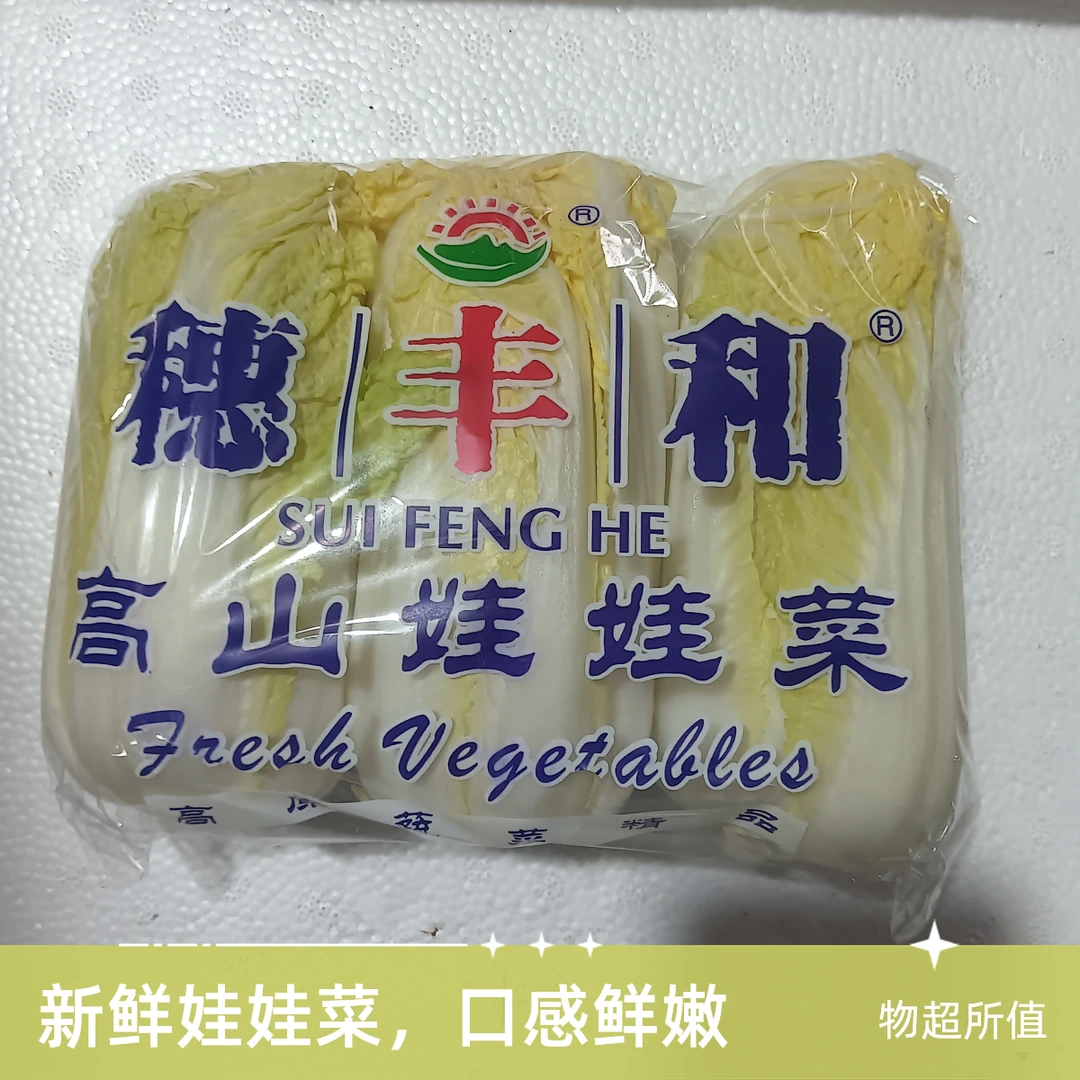 ®
穗丰和®
SUI FENG HE
高山娃娃菜
Fresh Vegetables
高原蔬菜精品
新鲜娃娃菜，口感鲜嫩
物超所值